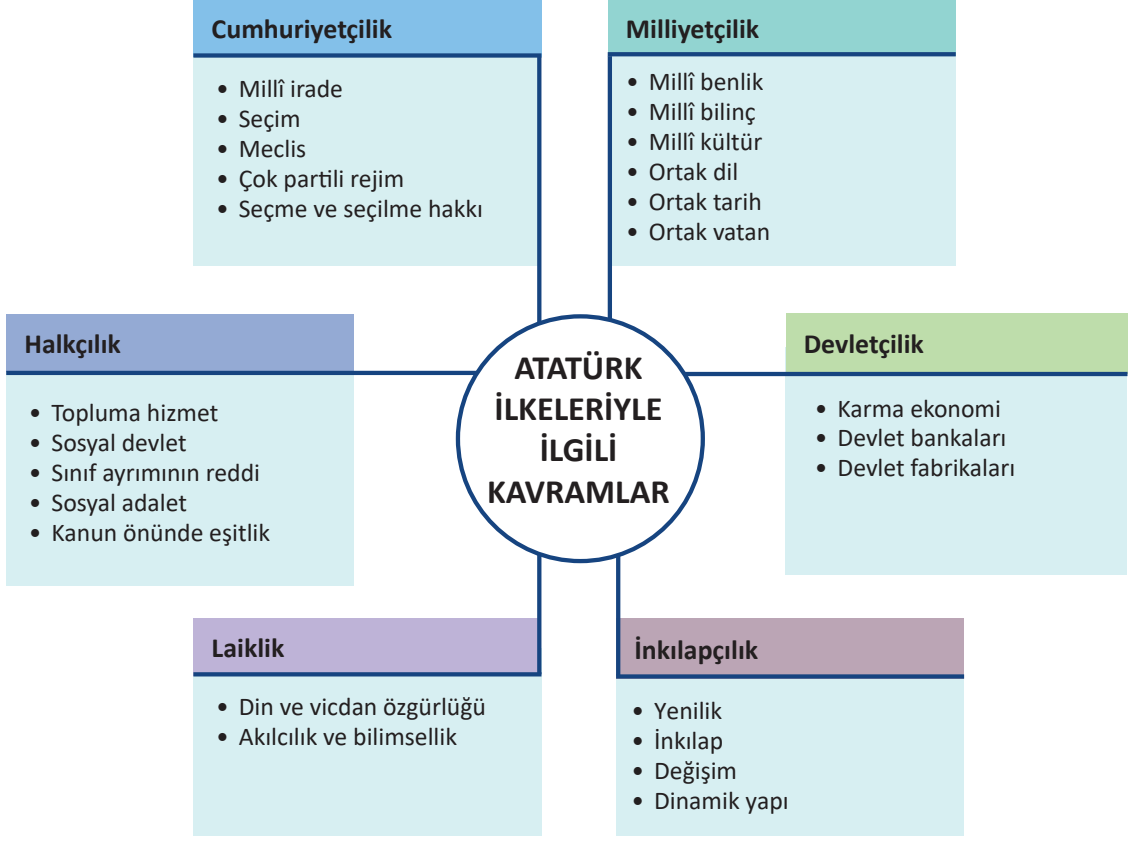 Cumhuriyetçilik
• Millî irade
• Seçim
• Meclis
• Çok partili rejim
• Seçme ve seçilme hakkı
Milliyetçilik
• Millî benlik
• Millî bilinç
• Millî kültür
• Ortak dil
• Ortak tarih
• Ortak vatan
Halkçılık
• Topluma hizmet
• Sosyal devlet
• Sınıf ayrımının reddi
• Sosyal adalet
• Kanun önünde eşitlik
ATATÜRK
İLKELERİYLE
İLGİLİ
KAVRAMLAR
Devletçilik
• Karma ekonomi
• Devlet bankaları
• Devlet fabrikaları
Laiklik
• Din ve vicdan özgürlüğü
• Akılcılık ve bilimsellik
İnkılapçılık
• Yenilik
• İnkılap
• Değişim
• Dinamik yapı